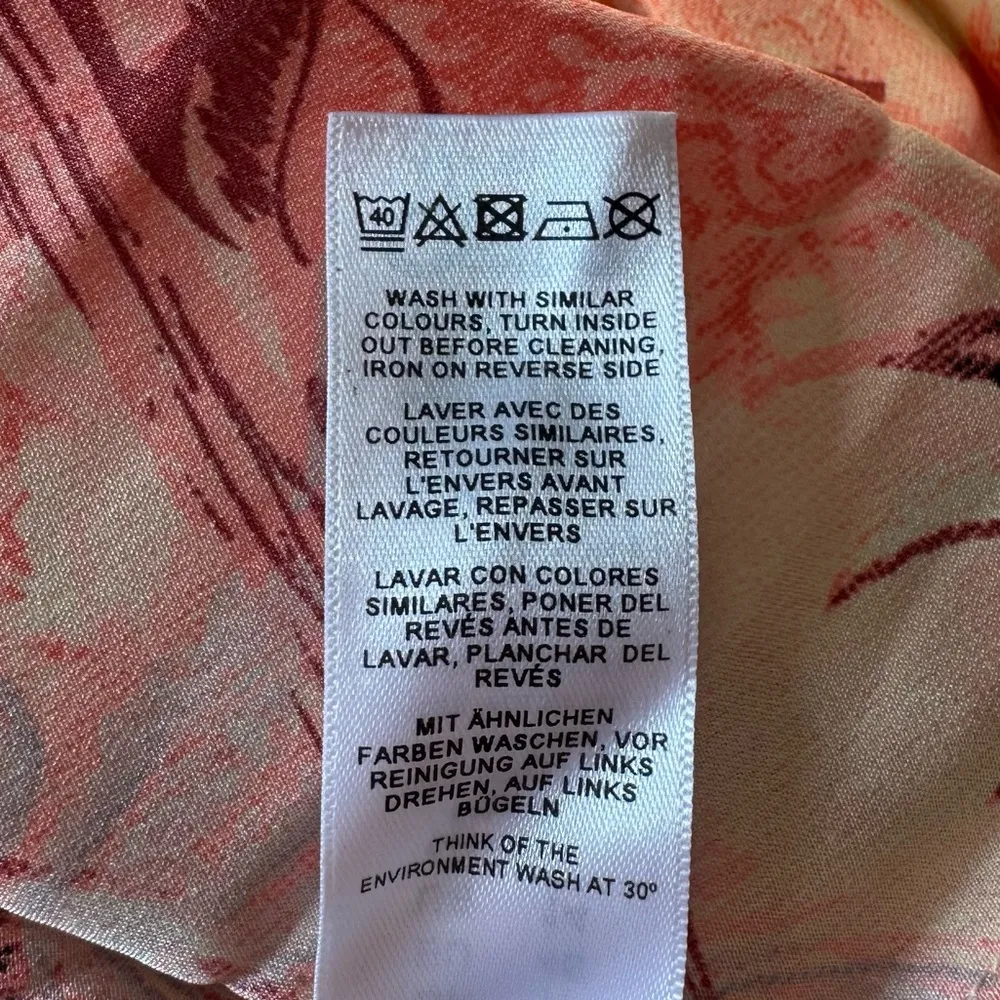 40
WASH WITH SIMILAR
COLOURS, TURN INSIDE
OUT BEFORE CLEANING,
IRON ON REVERSE SIDE
LAVER AVEC DES
COULEURS SIMILAIRES,
RETOURNER SUR
L'ENVERS AVANT
LAVAGE, REPASSER SUR
L'ENVERS
LAVAR CON COLORES
SIMILARES, PONER DEL
REVÉS ANTES DE
LAVAR, PLANCHAR DEL
REVÉS
MIT ÄHNLICHEN
FARBEN WASCHEN, VOR
REINIGUNG AUF LINKS
DREHEN, AUF LINKS
BÜGELN
THINK OF THE
ENVIRONMENT WASH AT 30º